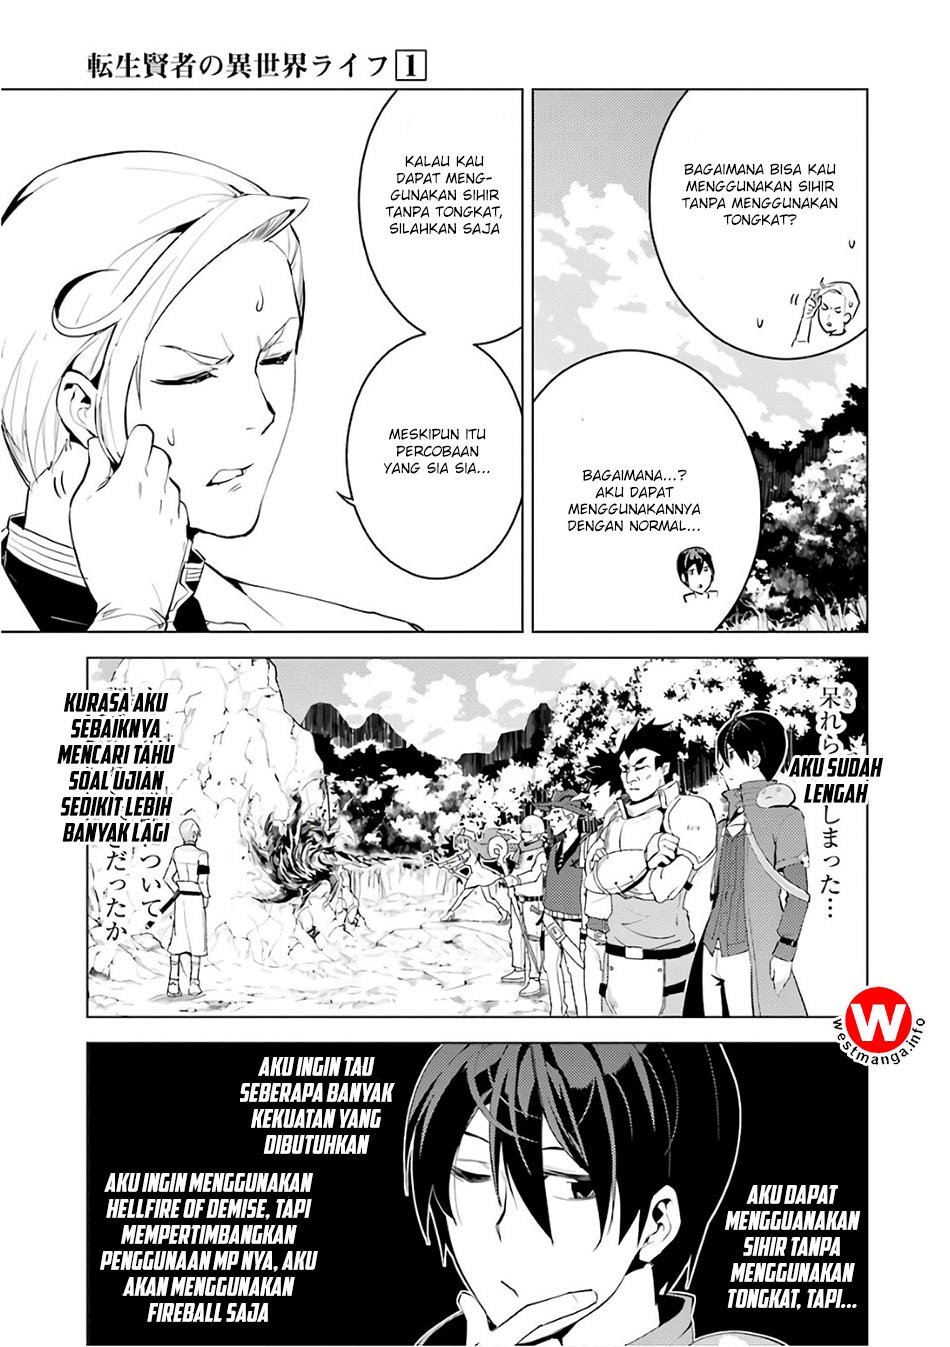 転生賢者の異世界ライフ 1
BAGAIMANA BISA KAU
MENGGUNAKAN SIHIR
TANPA MENGGUNAKAN
TONGKAT?
BAGAIMANA...?
AKU DAPAT
MENGGUNAKANNYA
DENGAN NORMAL...
KALAU KAU
DAPAT MENG-
GUNAKAN SIHIR
TANPA TONGKAT,
SILAHKAN SAJA
MESKIPUN ITU
PERCOBAAN
YANG SIA SIA...
呆れら
あき
しまった…
AKU SUDAH
LENGAH
KURASA AKU
SEBAIKNYA
MENCARI TAHU
SOAL UJIAN
SEDIKIT LEBIH
BANYAK LAGI
ついて
だったか
westmanga.info
AKU DAPAT
MENGGUANAKAN
SIHIR TANPA
MENGGUNAKAN
TONGKAT, TAPI...
AKU INGIN TAU
SEBERAPA BANYAK
KEKUATAN YANG
DIBUTUHKAN
AKU INGIN MENGGUNAKAN
HELLFIRE OF DEMISE, TAPI
MEMPERTIMBANGKAN
PENGGUNAAN MP NYA, AKU
AKAN MENGGUNAKAN
FIREBALL SAJA